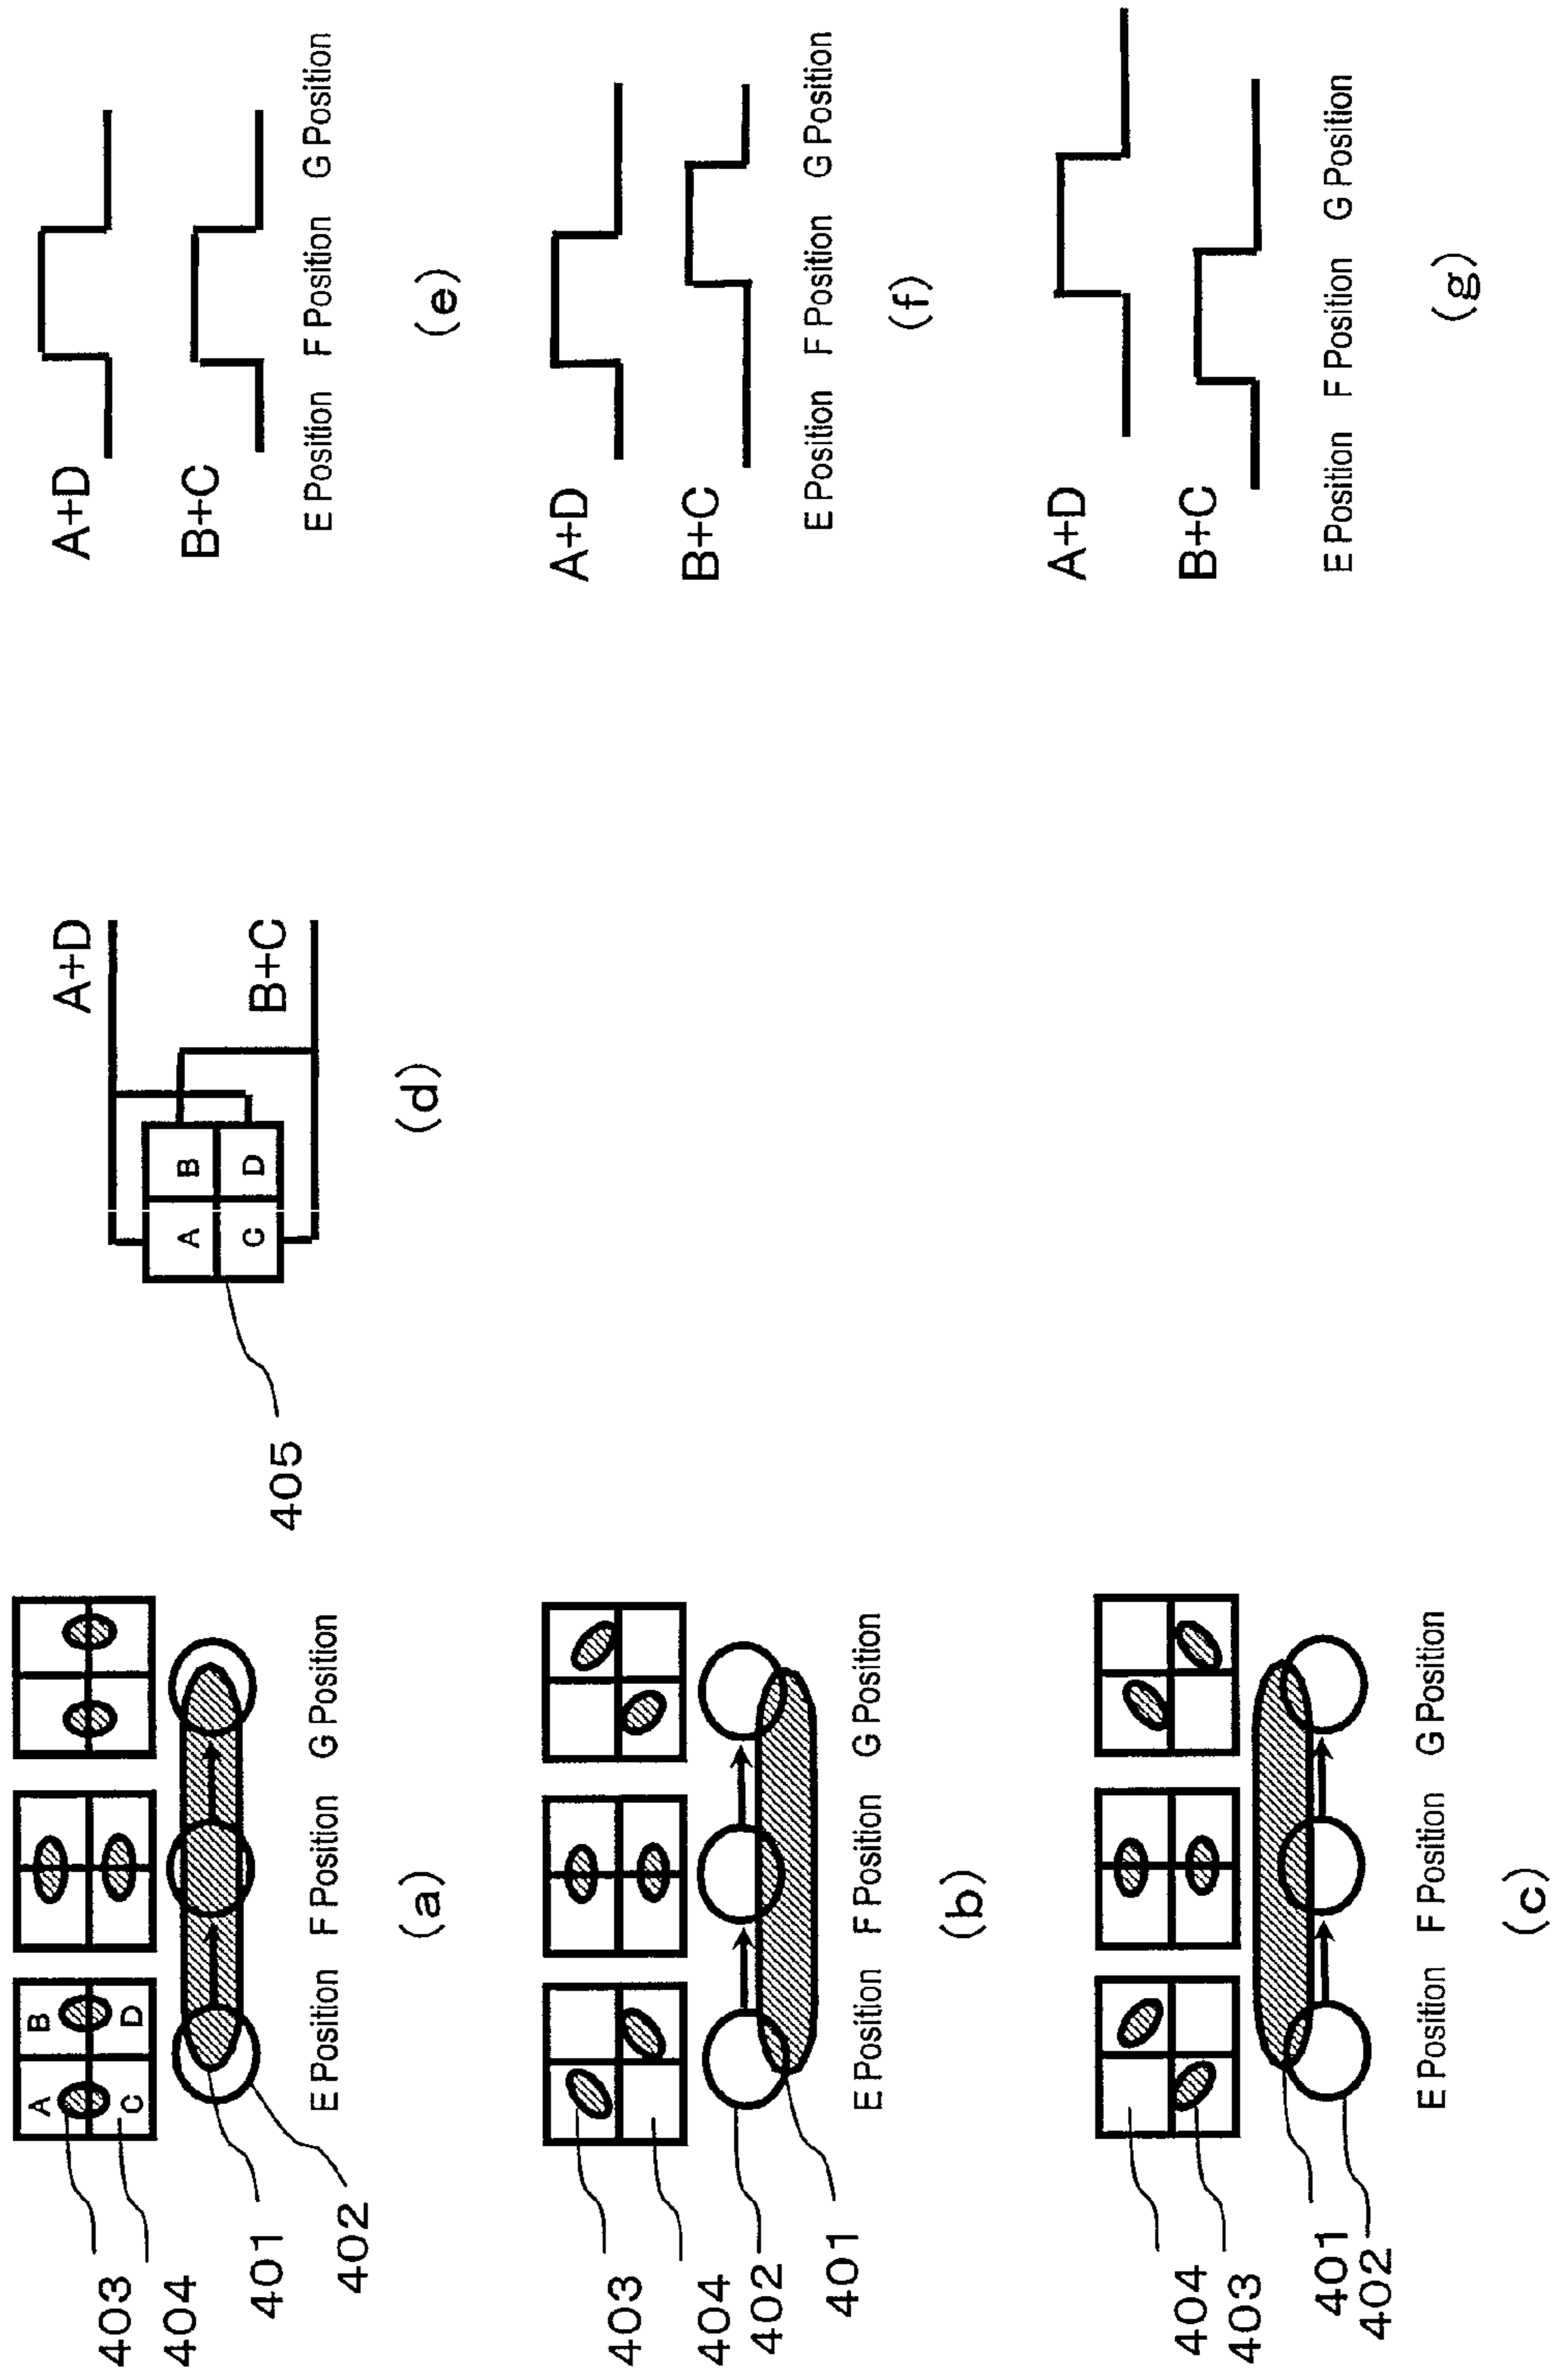 A B
C D
403
404
401
402
E Position F Position G Position
(a)
403
404
402
401
E Position F Position G Position
(b)
404
403
401
402
E Position F Position G Position
(c)
A+D
B+C
A B
C D
405
(d)
A+D
B+C
E Position F Position G Position
(e)
A+D
B+C
E Position F Position G Position
(f)
A+D
B+C
E Position F Position G Position
(g)